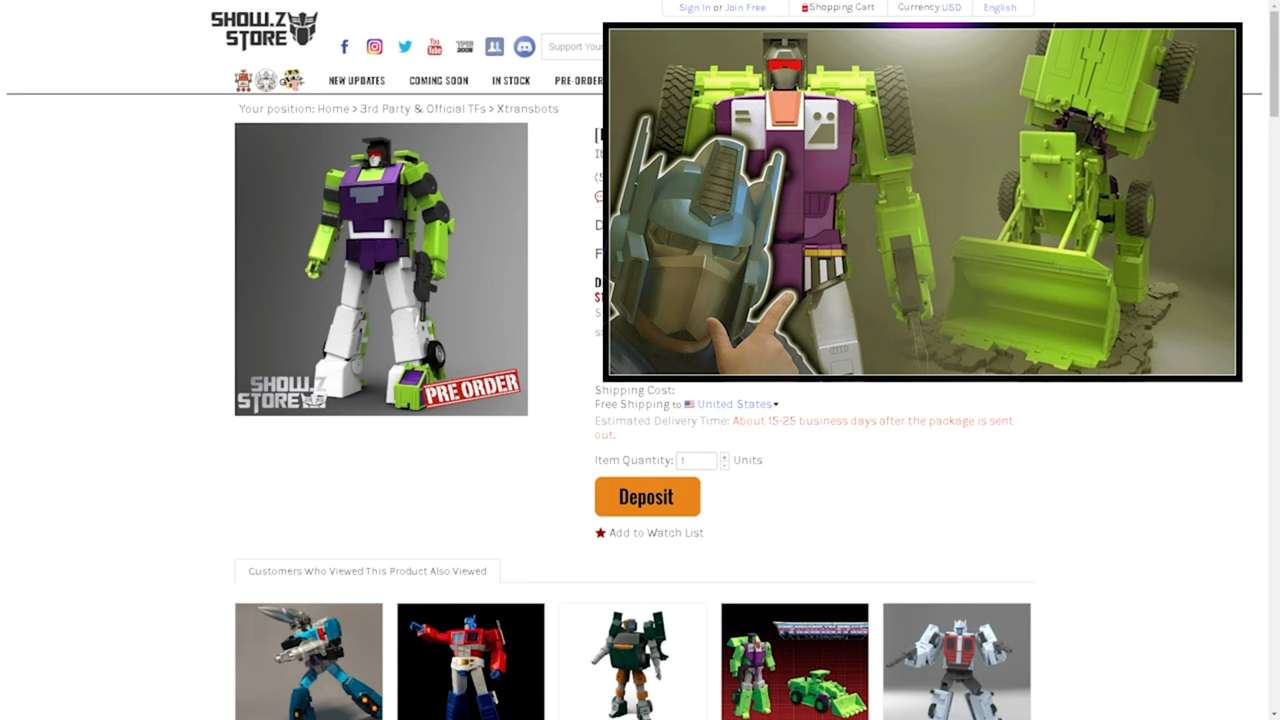 SHOW.Z
STORE
Sign In or Join Free
Shopping Cart
Currency:USD
English
You
Tube
Support Your
NEW UPDATES
COMING SOON
IN STOCK
PRE-ORDER
Your position: Home > 3rd Party & Official TFs > Xtransbots
SHOW.Z
STORE
PRE ORDER
Shipping Cost:
Free Shipping to United States
Estimated Delivery Time: About 15-25 business days after the package is sent
out.
Item Quantity: 1 Units
Deposit
Add to Watch List
Customers Who Viewed This Product Also Viewed